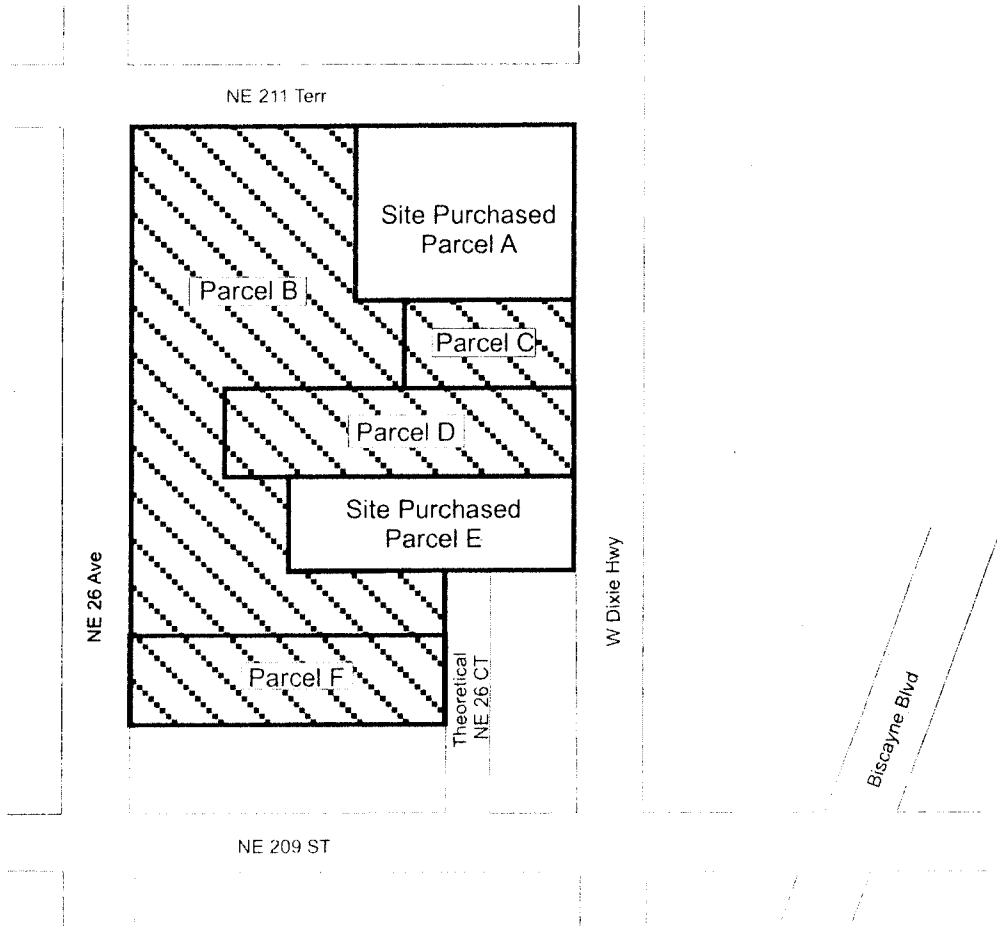 NE 211 Terr
Site Purchased
Parcel A
Parcel B
Parcel C
Parcel D
Site Purchased
Parcel E
NE 26 Ave
W Dixie Hwy
Parcel F
Theoretical
NE 26 CT
Biscayne Blvd
NE 209 ST